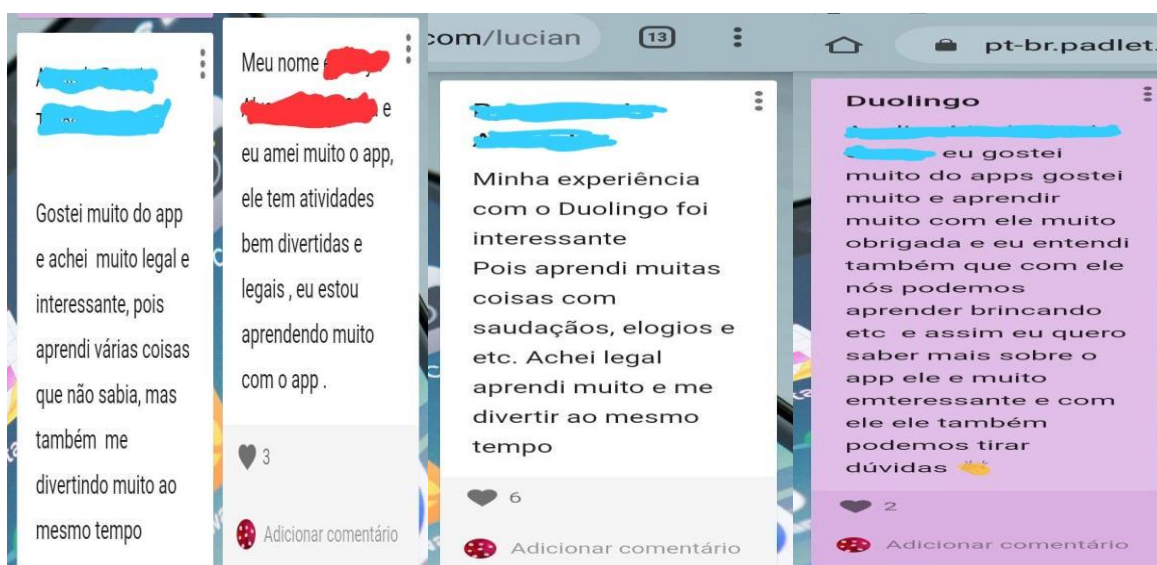 Gostei muito do app
e achei muito legal e
interessante, pois
aprendi várias coisas
que não sabia, mas
também me
divertindo muito ao
mesmo tempo
Meu nome
e
eu amei muito o app,
ele tem atividades
bem divertidas e
legais , eu estou
aprendendo muito
com o app .
3
Adicionar comentário
com/lucian
13
Minha experiência
com o Duolingo foi
interessante
Pois aprendi muitas
coisas com
saudações, elogios e
etc. Achei legal
aprendi muito e me
divertir ao mesmo
tempo
6
Adicionar comentário
pt-br.padlet.
Duolingo
eu gostei
muito do apps gostei
muito e aprendir
muito com ele muito
obrigada e eu entendi
também que com ele
nós podemos
aprender brincando
etc e assim eu quero
saber mais sobre o
app ele e muito
emteressante e com
ele ele também
podemos tirar
dúvidas 👏
2
Adicionar comentário